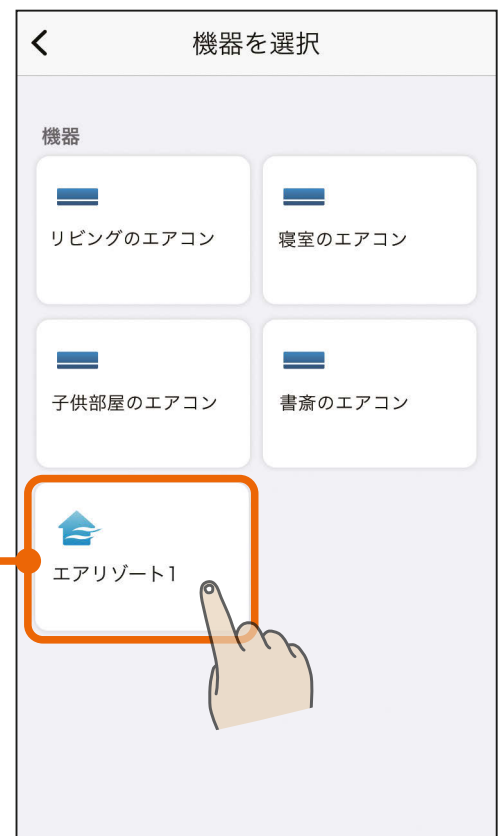 機器を選択
機器
リビングのエアコン
寝室のエアコン
子供部屋のエアコン
書斎のエアコン
エアリゾート1